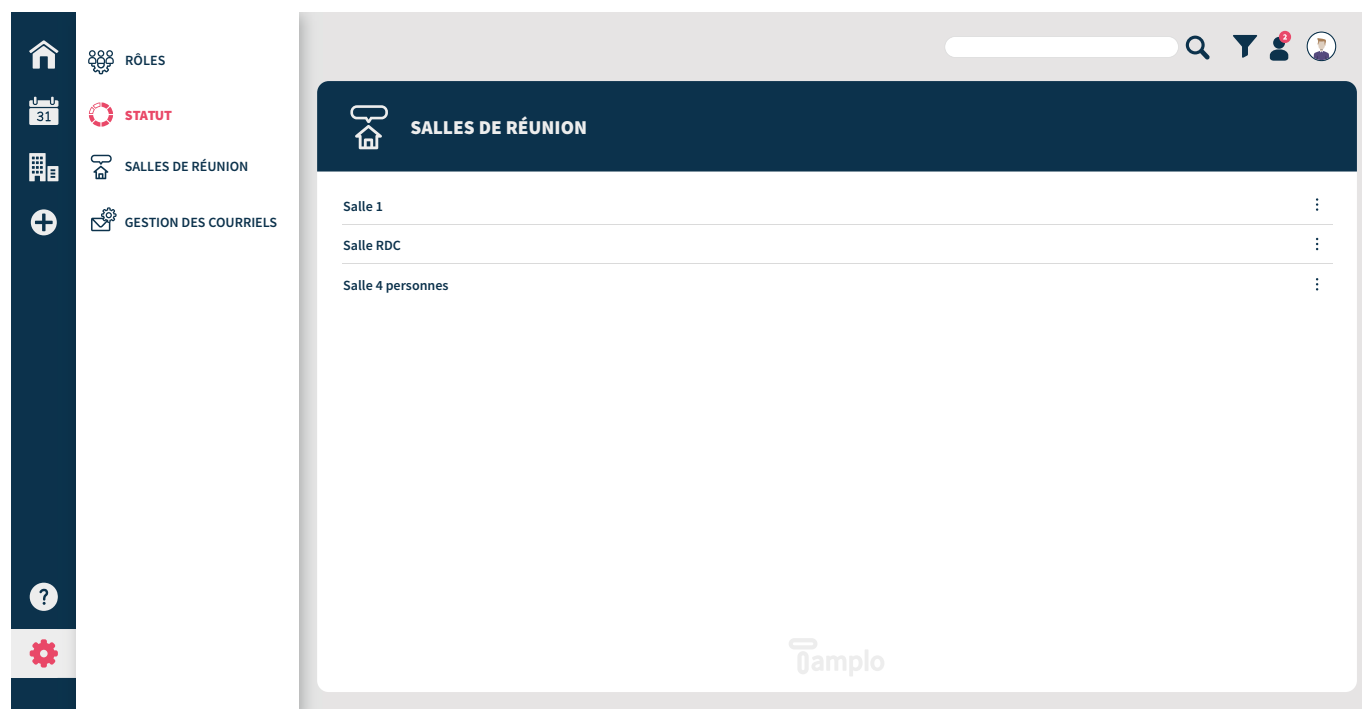 31
RÔLES
STATUT
SALLES DE RÉUNION
GESTION DES COURRIELS
?
2
SALLES DE RÉUNION
Salle 1
Salle RDC
Salle 4 personnes
Tamplo